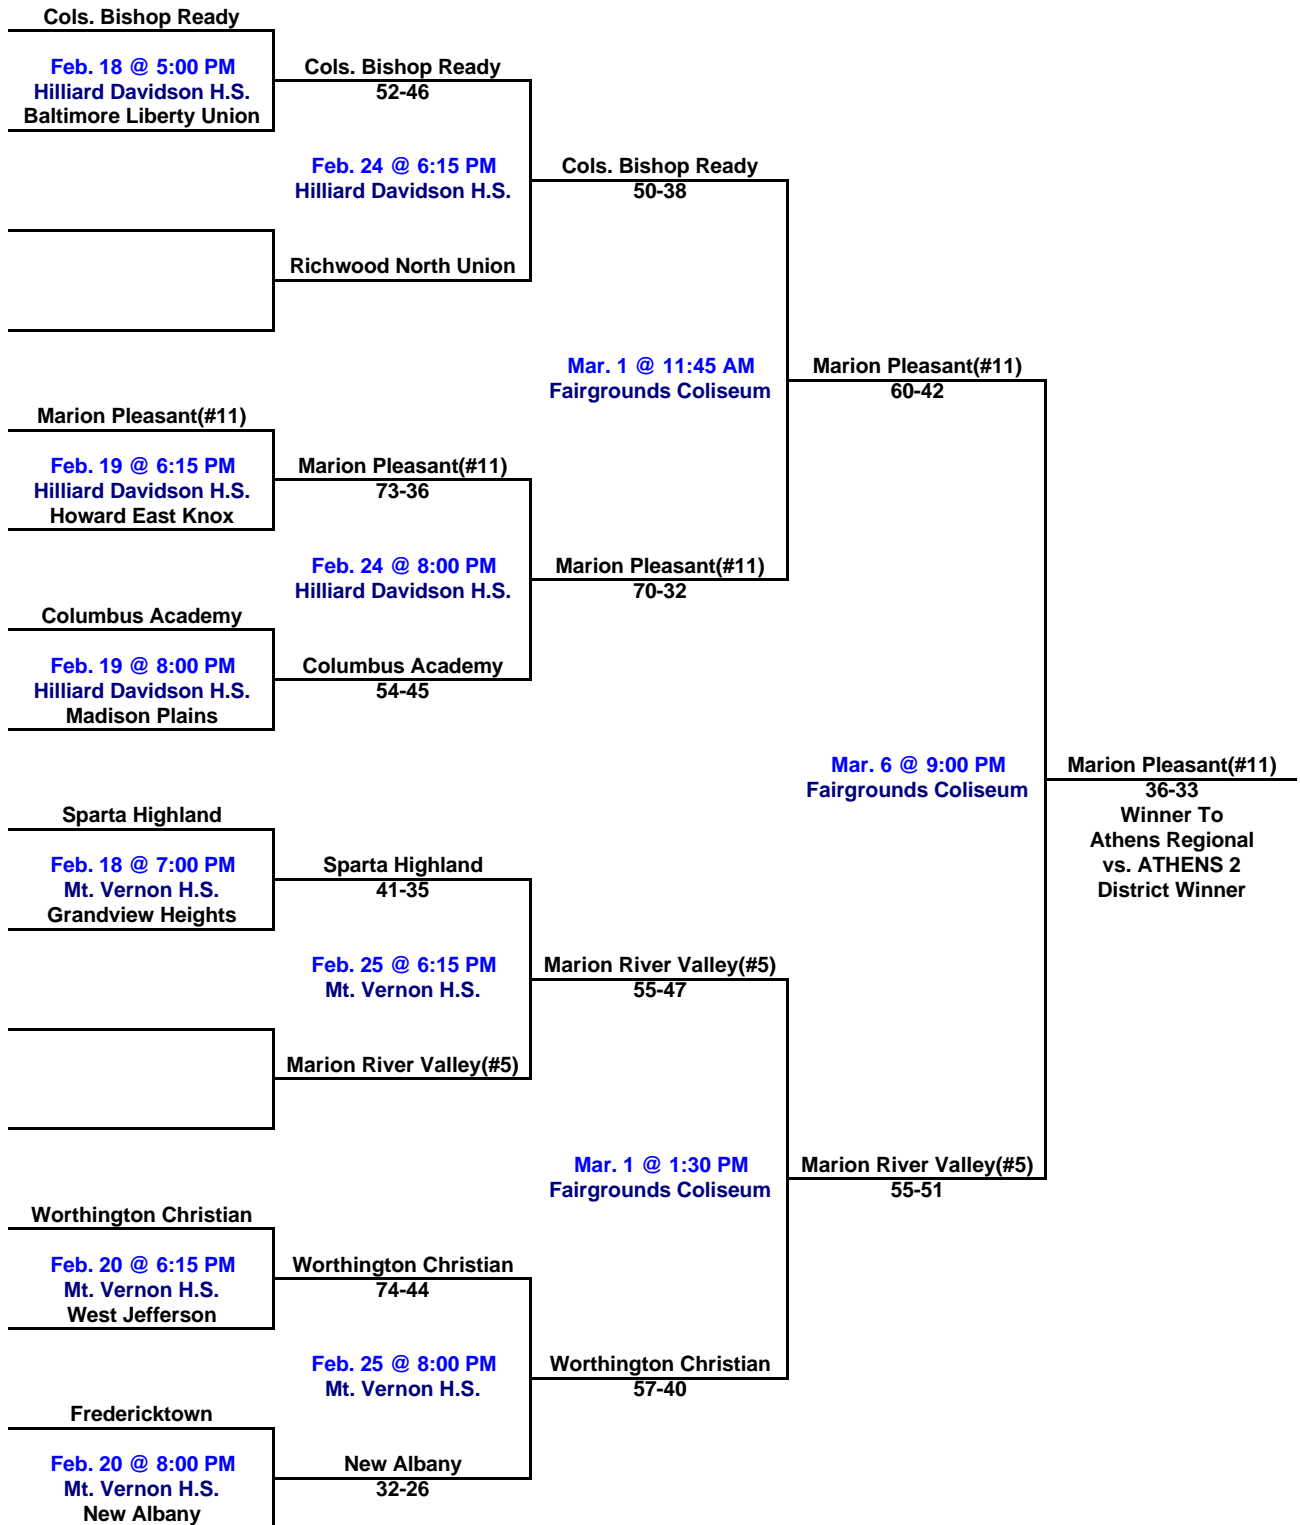 Cols. Bishop Ready
Feb. 18 @ 5:00 PM
Hilliard Davidson H.S.
Baltimore Liberty Union
Cols. Bishop Ready
52-46
Feb. 24 @ 6:15 PM
Hilliard Davidson H.S.
Richwood North Union
Cols. Bishop Ready
50-38
Mar. 1 @ 11:45 AM
Fairgrounds Coliseum
Marion Pleasant(#11)
60-42
Marion Pleasant(#11)
Feb. 19 @ 6:15 PM
Hilliard Davidson H.S.
Howard East Knox
Marion Pleasant(#11)
73-36
Feb. 24 @ 8:00 PM
Hilliard Davidson H.S.
Marion Pleasant(#11)
70-32
Columbus Academy
Feb. 19 @ 8:00 PM
Hilliard Davidson H.S.
Madison Plains
Columbus Academy
54-45
Mar. 6 @ 9:00 PM
Fairgrounds Coliseum
Marion Pleasant(#11)
36-33
Winner To
Athens Regional
vs. ATHENS 2
District Winner
Sparta Highland
Feb. 18 @ 7:00 PM
Mt. Vernon H.S.
Grandview Heights
Sparta Highland
41-35
Feb. 25 @ 6:15 PM
Mt. Vernon H.S.
Marion River Valley(#5)
55-47
Marion River Valley(#5)
Mar. 1 @ 1:30 PM
Fairgrounds Coliseum
Marion River Valley(#5)
55-51
Worthington Christian
Feb. 20 @ 6:15 PM
Mt. Vernon H.S.
West Jefferson
Worthington Christian
74-44
Feb. 25 @ 8:00 PM
Mt. Vernon H.S.
Worthington Christian
57-40
Fredericktown
Feb. 20 @ 8:00 PM
Mt. Vernon H.S.
New Albany
New Albany
32-26